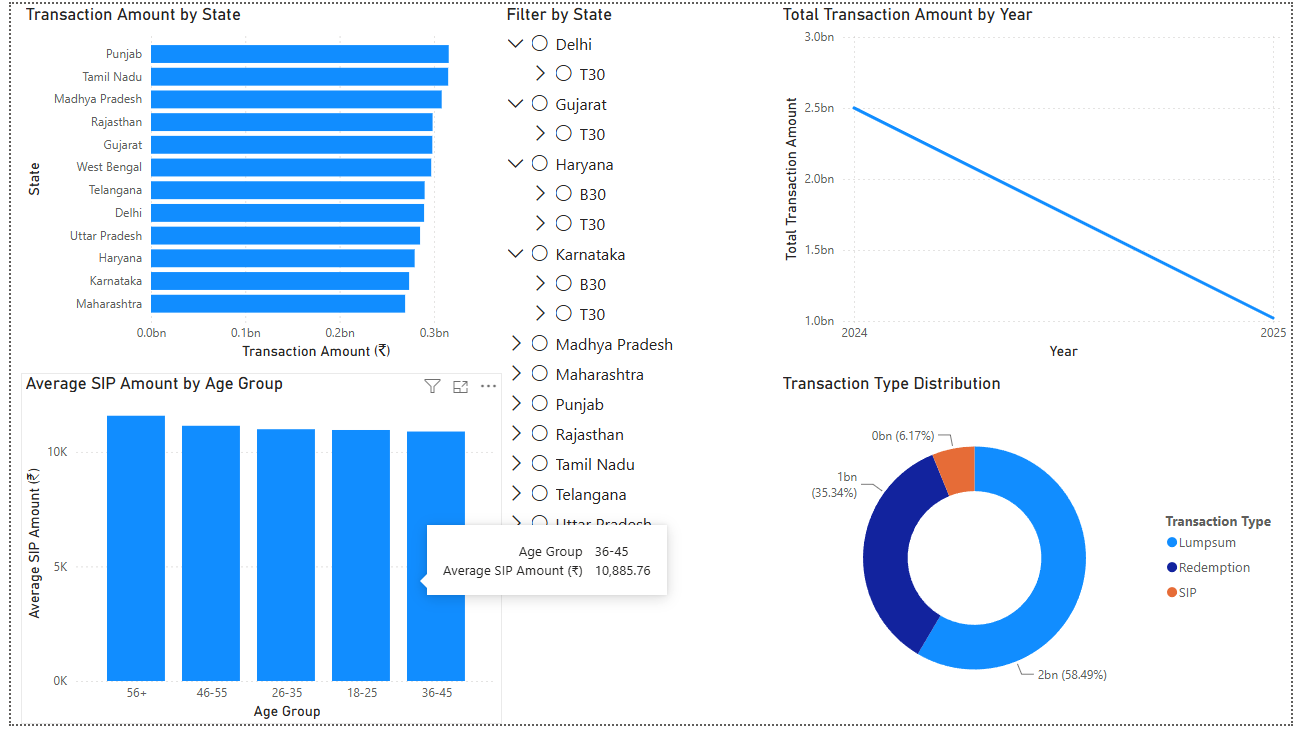 Transaction Amount by State
Punjab
Tamil Nadu
Madhya Pradesh
Rajasthan
Gujarat
West Bengal
Telangana
Delhi
Uttar Pradesh
Haryana
Karnataka
Maharashtra
State
0.0bn 0.1bn 0.2bn 0.3bn
Transaction Amount (₹)
Filter by State
Delhi
T30
Gujarat
T30
Haryana
B30
T30
Karnataka
B30
T30
Madhya Pradesh
Maharashtra
Punjab
Rajasthan
Tamil Nadu
Telangana
Uttar Pradesh
Total Transaction Amount by Year
3.0bn
2.5bn
2.0bn
1.5bn
1.0bn
Total Transaction Amount
2024 2025
Year
Average SIP Amount by Age Group
10K
5K
0K
Average SIP Amount (₹)
56+ 46-55 26-35 18-25 36-45
Age Group
Age Group 36-45
Average SIP Amount (₹) 10,885.76
Transaction Type Distribution
0bn (6.17%)
1bn
(35.34%)
2bn (58.49%)
Transaction Type
Lumpsum
Redemption
SIP